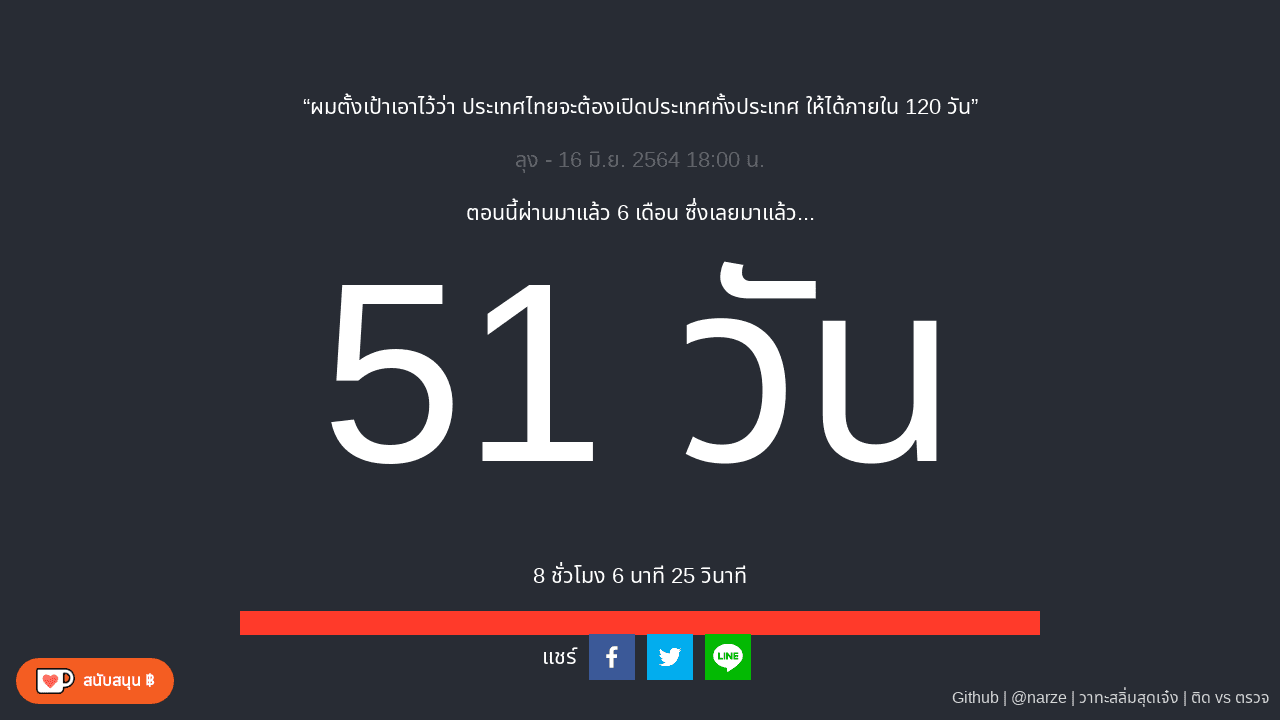 “ผมตั้งเป้าเอาไว้ว่า ประเทศไทยจะต้องเปิดประเทศทั้งประเทศ ให้ได้ภายใน 120 วัน”
ลุง - 16 มิ.ย. 2564 18:00 น.
ตอนนี้ผ่านมาแล้ว 6 เดือน ซึ่งเลยมาแล้ว...
51 วัน
8 ชั่วโมง 6 นาที 25 วินาที
แชร์
LINE
สนับสนุน ฿
Github | @narze | วาทะสลิ่มสุดเจ๋ง | ติด vs ตรวจ